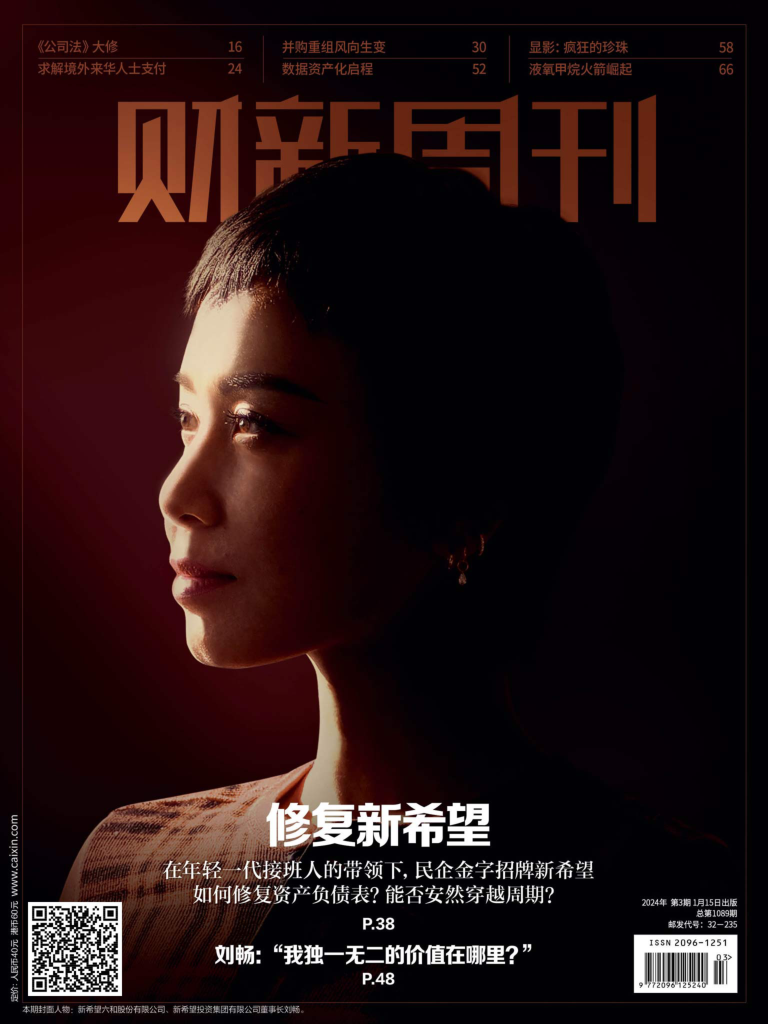 《公司法》大修 16
求解境外来华人士支付 24
并购重组风向生变 30
数据资产化启程 52
显影：疯狂的珍珠 58
液氧甲烷火箭崛起 66
财新周刊
修复新希望
在年轻一代接班人的带领下，民企金字招牌新希望
如何修复资产负债表？能否安然穿越周期？
P.38
刘畅：“我独一无二的价值在哪里？”
P.48
2024年 第3期 1月15日出版
总第1089期
邮发代号：32－235
ISSN 2096-1251
03>
9 772096 125240
定价：人民币40元 港币60元 www.caixin.com
本期封面人物：新希望六和股份有限公司、新希望投资集团有限公司董事长刘畅。